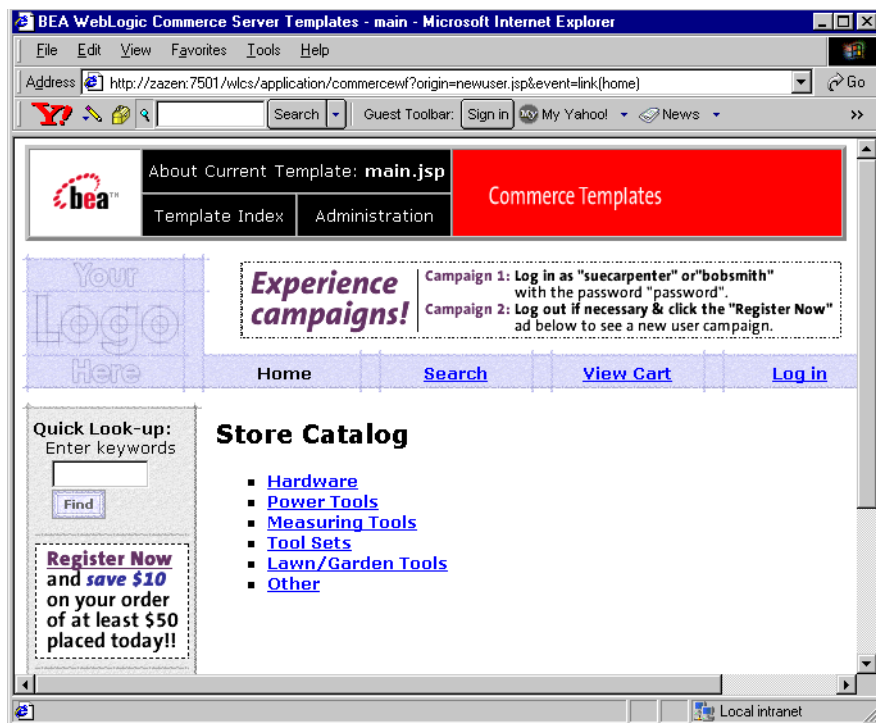 BEA WebLogic Commerce Server Templates - main - Microsoft Internet Explorer
File Edit View Favorites Tools Help
Address http://zazen:7501/wlcs/application/commercewf?origin=newuser.jsp&event=link(home) Go
Y! Search Guest Toolbar: Sign in MY My Yahoo! News »
bea™
About Current Template: main.jsp
Template Index Administration
Commerce Templates
Your
Logo
Here
Experience
campaigns!
Campaign 1: Log in as "suecarpenter" or"bobsmith"
with the password "password".
Campaign 2: Log out if necessary & click the "Register Now"
ad below to see a new user campaign.
Home Search View Cart Log in
Quick Look-up:
Enter keywords
Find
Register Now
and save $10
on your order
of at least $50
placed today!!
Store Catalog
Hardware
Power Tools
Measuring Tools
Tool Sets
Lawn/Garden Tools
Other
Local intranet